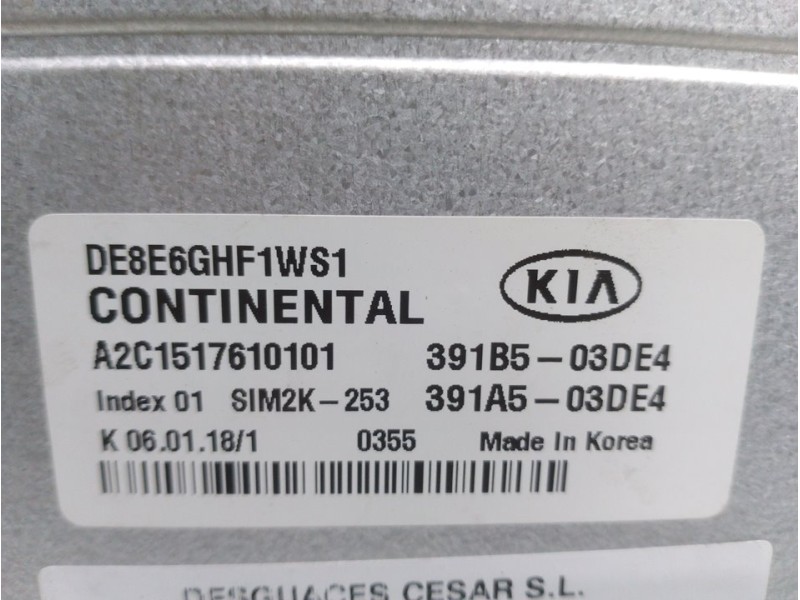 DE8E6GHF1WS1
CONTINENTAL
KIA
A2C1517610101 391B5-03DE4
Index 01 SIM2K-253 391A5-03DE4
K 06.01.18/1 0355 Made In Korea
DESGUACES CESAR S.L.